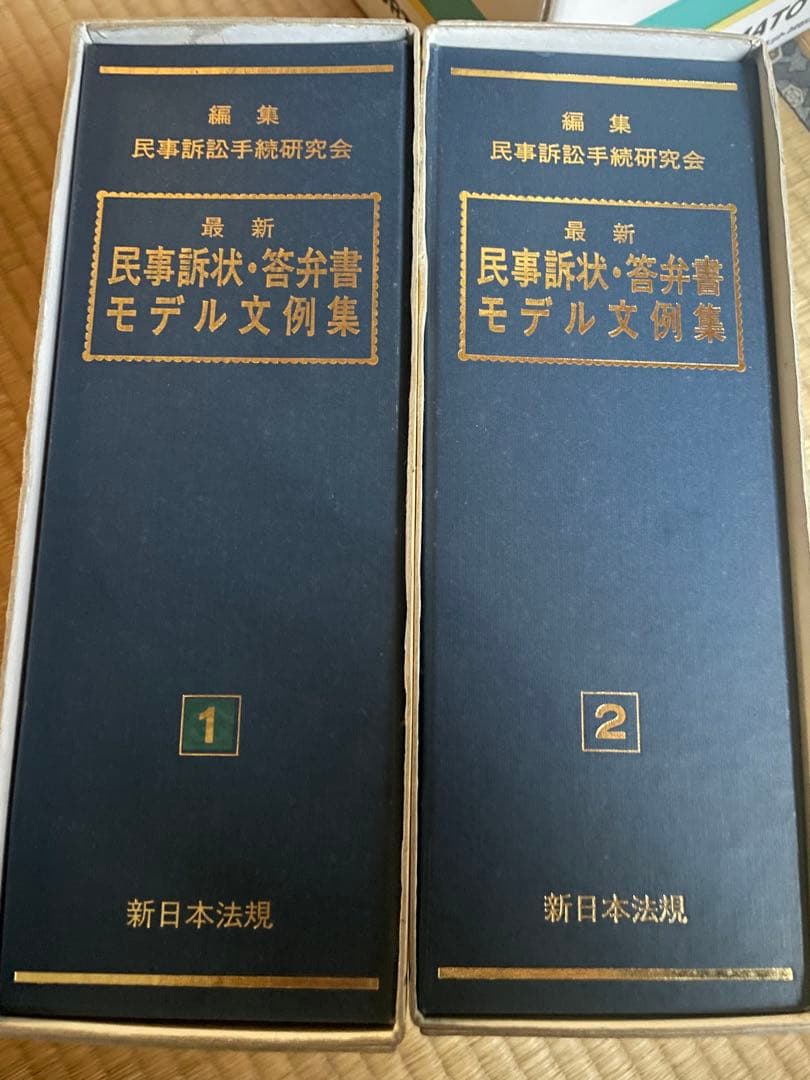 編集
民事訴訟手続研究会
最新
民事訴状・答弁書
モデル文例集
1
新日本法規
編集
民事訴訟手続研究会
最新
民事訴状・答弁書
モデル文例集
2
新日本法規